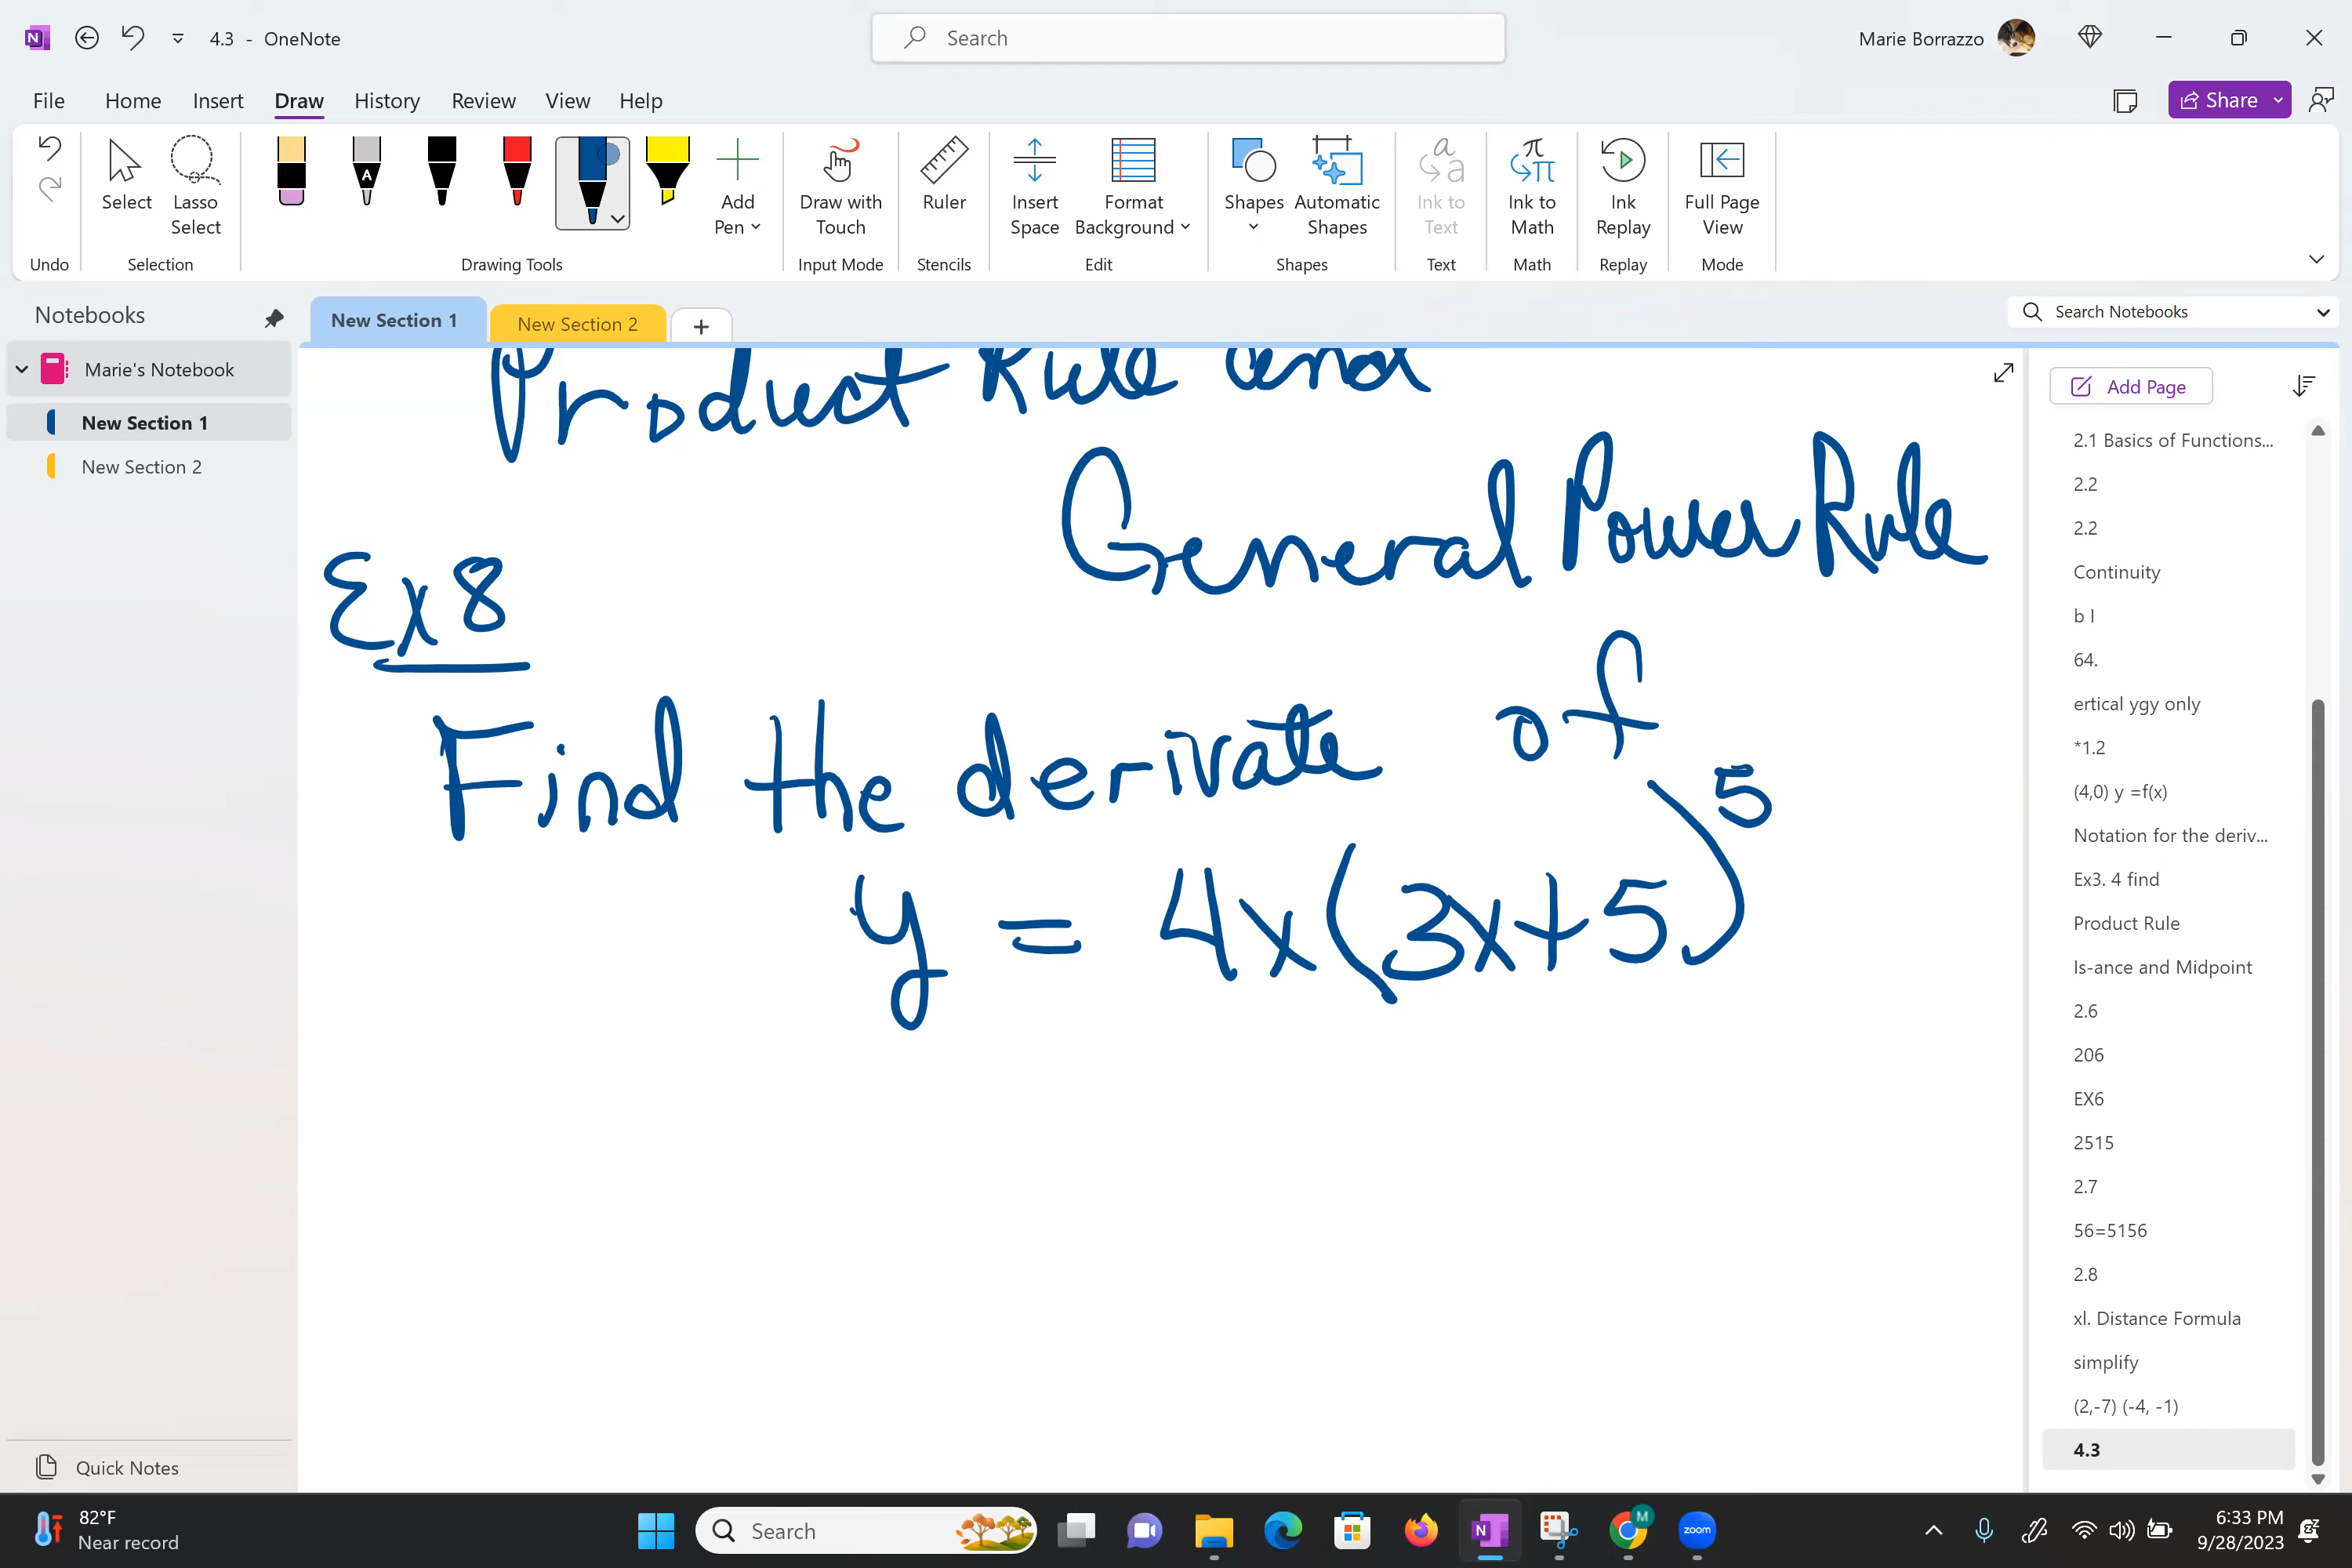 4.3 - OneNote
Search
Marie Borrazzo
File Home Insert Draw History Review View Help
Share
Select
Lasso Select
A
Add Pen
Draw with Touch
Ruler
Insert Space
Format Background
Shapes
Automatic Shapes
Ink to Text
Ink to Math
Ink Replay
Full Page View
Undo
Selection
Drawing Tools
Input Mode
Stencils
Edit
Shapes
Text
Math
Replay
Mode
Notebooks
New Section 1
New Section 2
+
Search Notebooks
Marie's Notebook
New Section 1
New Section 2
Quick Notes
Product Rule and
General Power Rule
Ex 8
Find the derivate of
y = 4x(3x+5)^5
Add Page
2.1 Basics of Functions...
2.2
2.2
Continuity
b I
64.
ertical ygy only
*1.2
(4,0) y =f(x)
Notation for the deriv...
Ex3. 4 find
Product Rule
Is-ance and Midpoint
2.6
206
EX6
2515
2.7
56=5156
2.8
xl. Distance Formula
simplify
(2,-7) (-4, -1)
4.3
82°F
Near record
Search
zoom
6:33 PM
9/28/2023